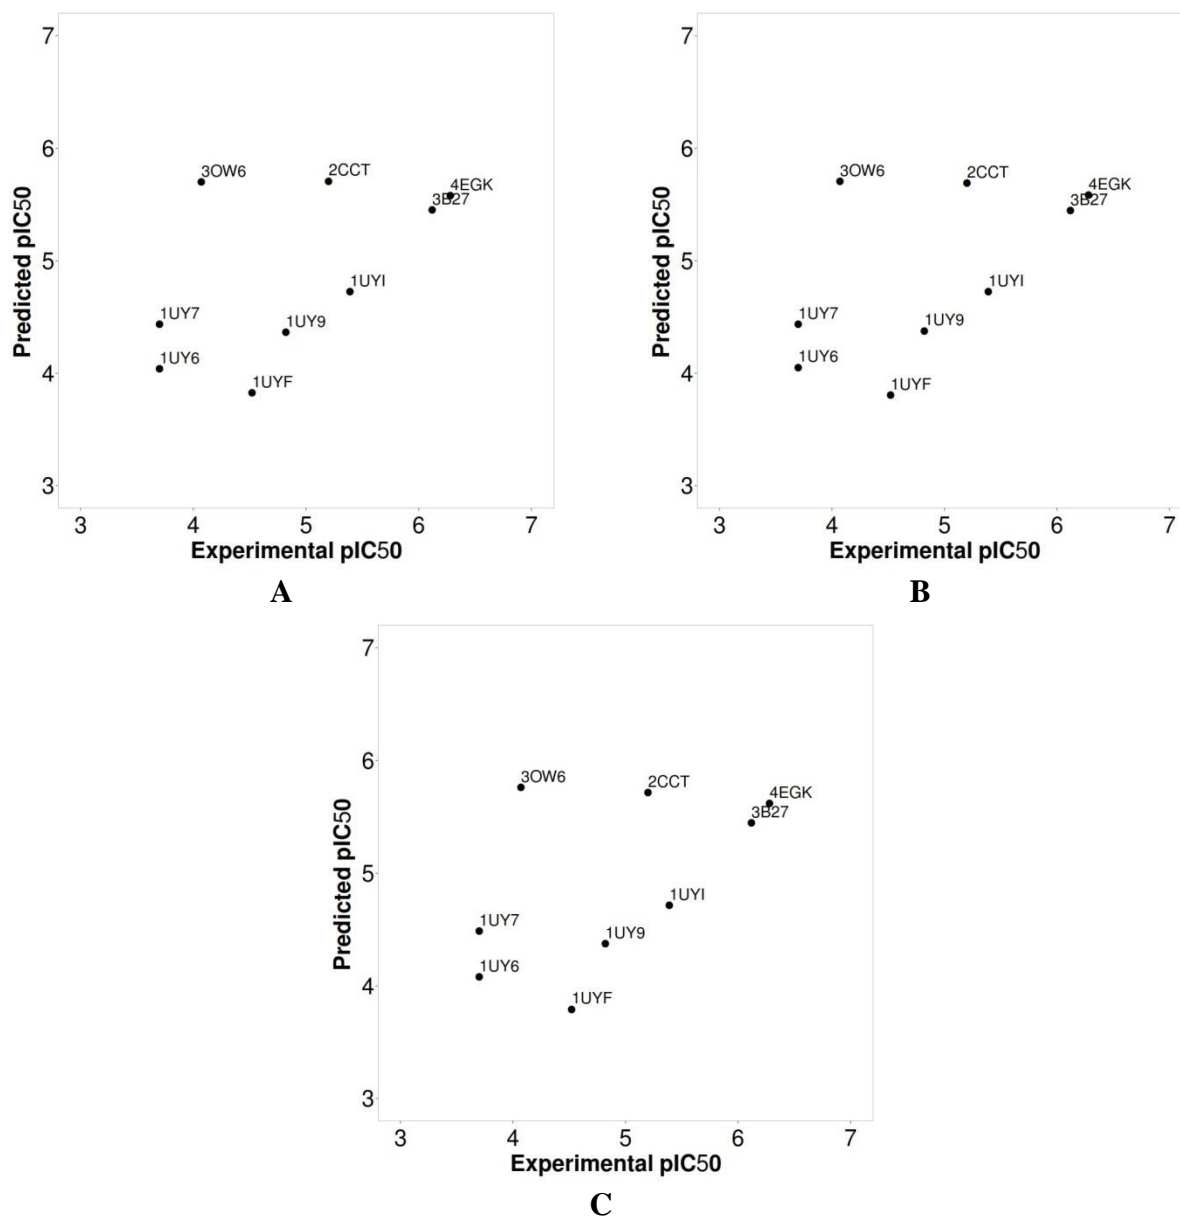 7
6
5
4
3
Predicted pIC50
3OW6
2CCT
4EGK
3B27
1UYI
1UY7
1UY9
1UY6
1UYF
3 4 5 6 7
Experimental pIC50
A
7
6
5
4
3
Predicted pIC50
3OW6
2CCT
4EGK
3B27
1UYI
1UY7
1UY9
1UY6
1UYF
3 4 5 6 7
Experimental pIC50
B
7
6
5
4
3
Predicted pIC50
3OW6
2CCT
4EGK
3B27
1UYI
1UY7
1UY9
1UY6
1UYF
3 4 5 6 7
Experimental pIC50
C